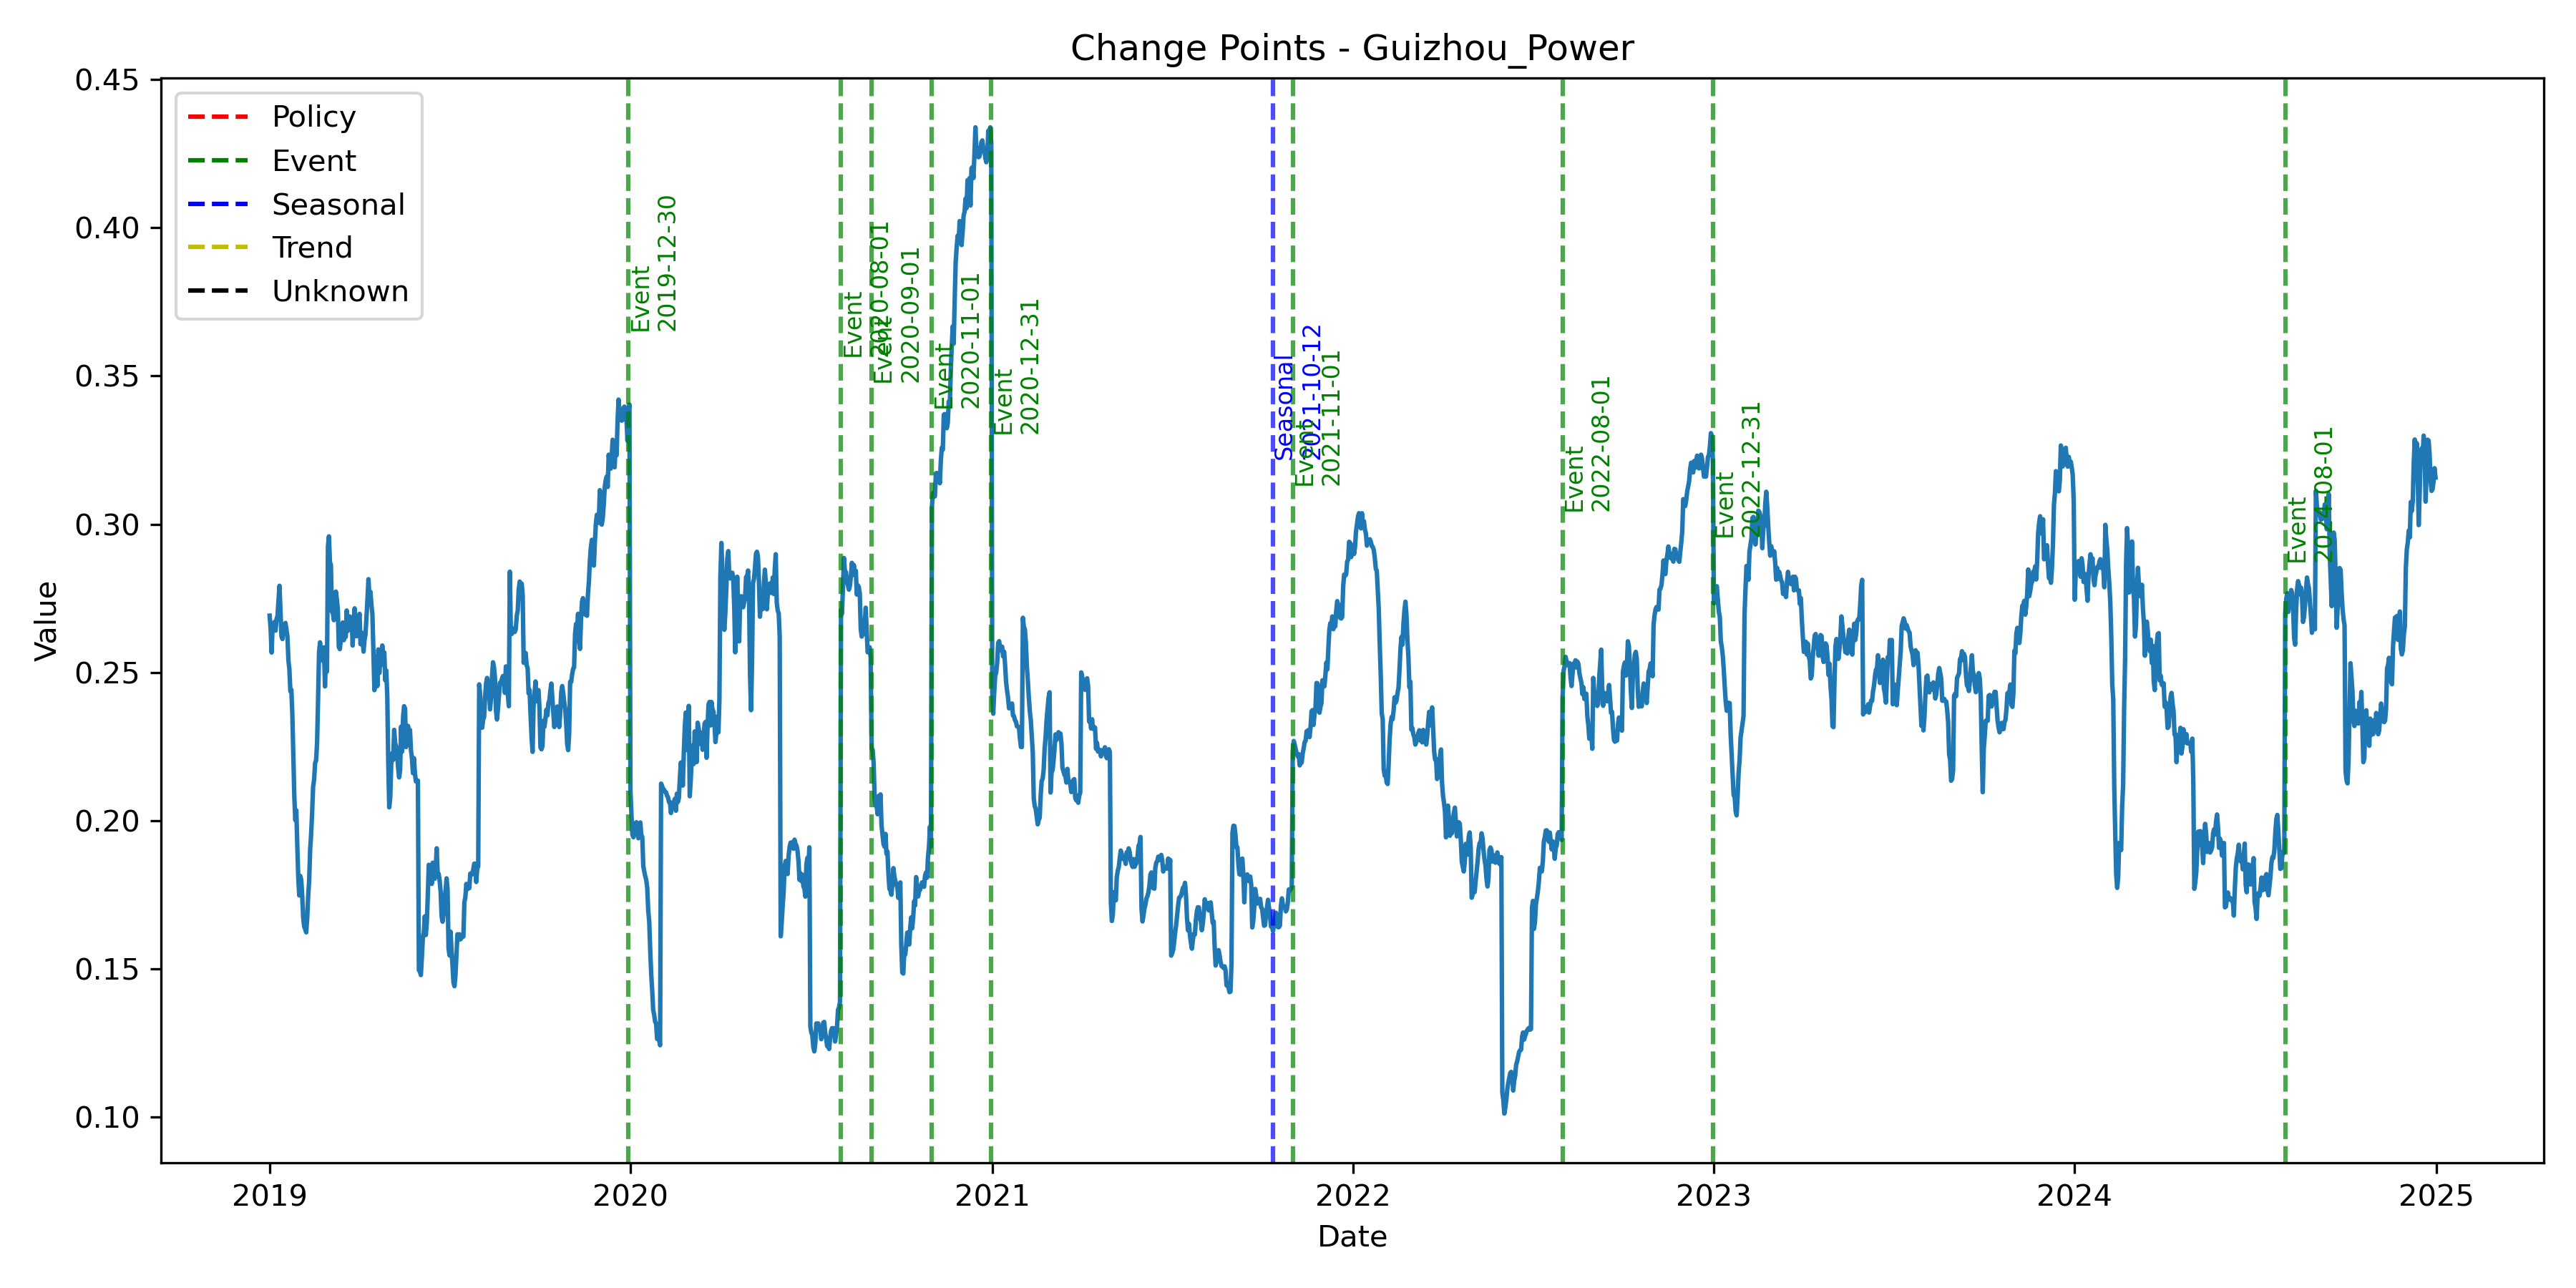 Change Points - Guizhou_Power
Policy
Event
Seasonal
Trend
Unknown
Value
0.45
0.40
0.35
0.30
0.25
0.20
0.15
0.10
Event
2019-12-30
Event
2020-08-01
Event
2020-09-01
Event
2020-11-01
Event
2020-12-31
Seasonal
2021-10-12
Event
2021-11-01
Event
2022-08-01
Event
2022-12-31
Event
2024-08-01
2019
2020
2021
2022
2023
2024
2025
Date